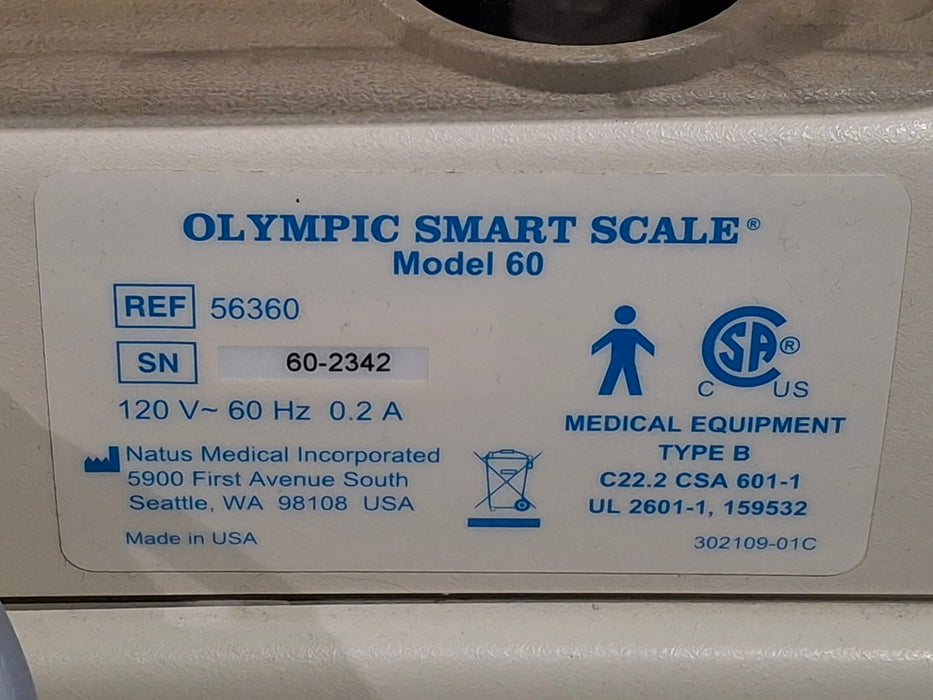 OLYMPIC SMART SCALE®
Model 60
REF 56360
SN 60-2342
120 V~ 60 Hz 0.2 A
Natus Medical Incorporated
5900 First Avenue South
Seattle, WA 98108 USA
Made in USA
CSA®
C US
MEDICAL EQUIPMENT
TYPE B
C22.2 CSA 601-1
UL 2601-1, 159532
302109-01C